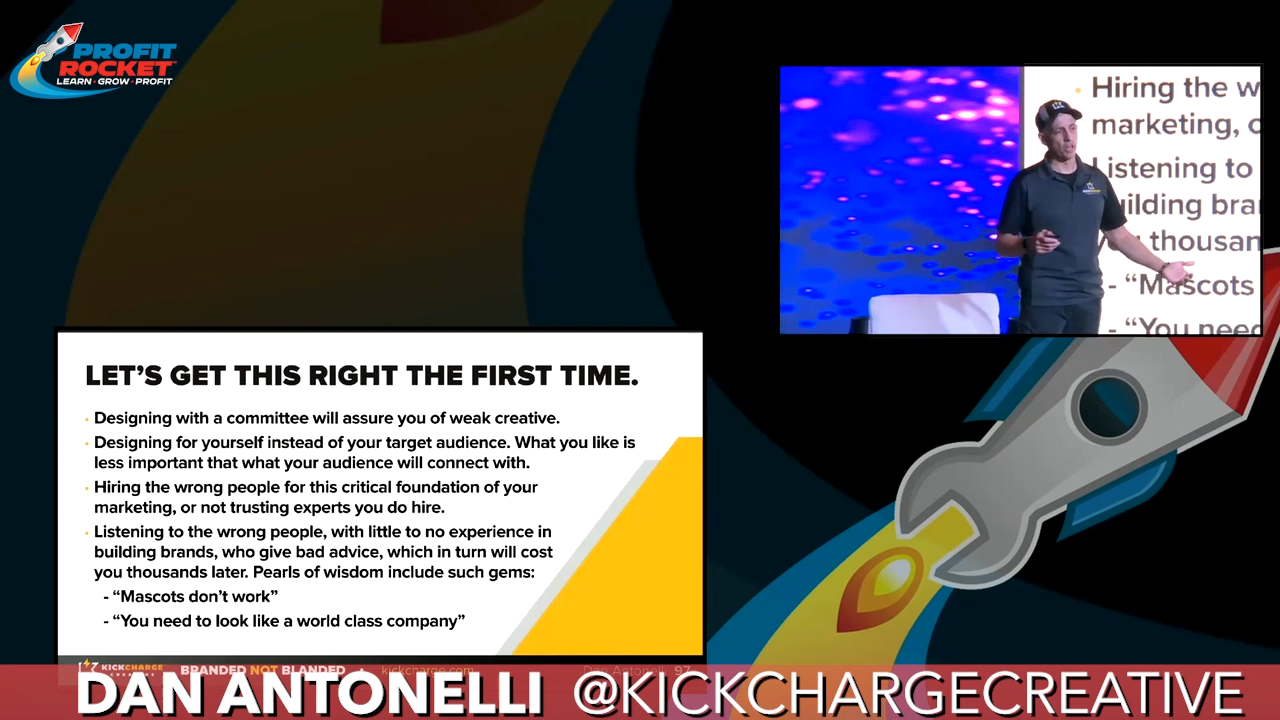 PROFIT
ROCKET
LEARN · GROW · PROFIT
Hiring the w
marketing, o
Listening to
uilding bra
thousan
- “Mascots
- “You need
LET’S GET THIS RIGHT THE FIRST TIME.
· Designing with a committee will assure you of weak creative.
· Designing for yourself instead of your target audience. What you like is
less important that what your audience will connect with.
· Hiring the wrong people for this critical foundation of your
marketing, or not trusting experts you do hire.
· Listening to the wrong people, with little to no experience in
building brands, who give bad advice, which in turn will cost
you thousands later. Pearls of wisdom include such gems:
- “Mascots don’t work”
- “You need to look like a world class company”
KICKCHARGE
BRANDED NOT BLANDED · kickcharge.com Dan Antonelli 97
DAN ANTONELLI @KICKCHARGECREATIVE